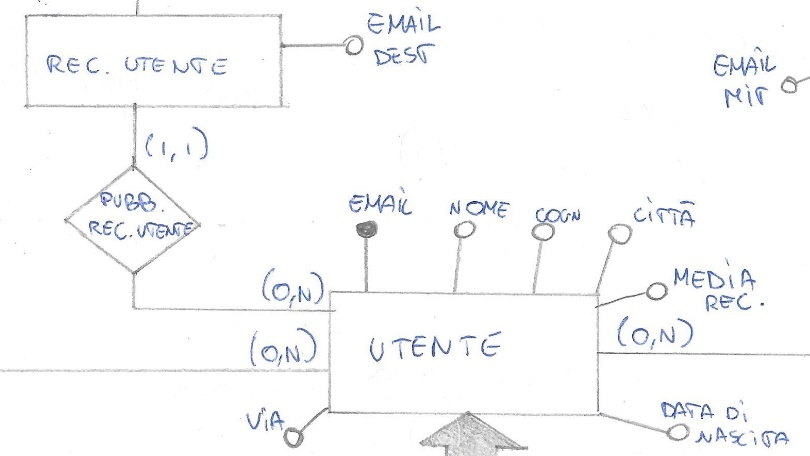 EMAIL
DEST
REC. UTENTE
EMAIL
MIT
(1,1)
PUBB.
REC. UTENTE
EMAIL
NOME
COGN
CITTÀ
MEDIA
REC.
(0,N)
(0,N)
(0,N)
UTENTE
VIA
DATA DI
NASCITA